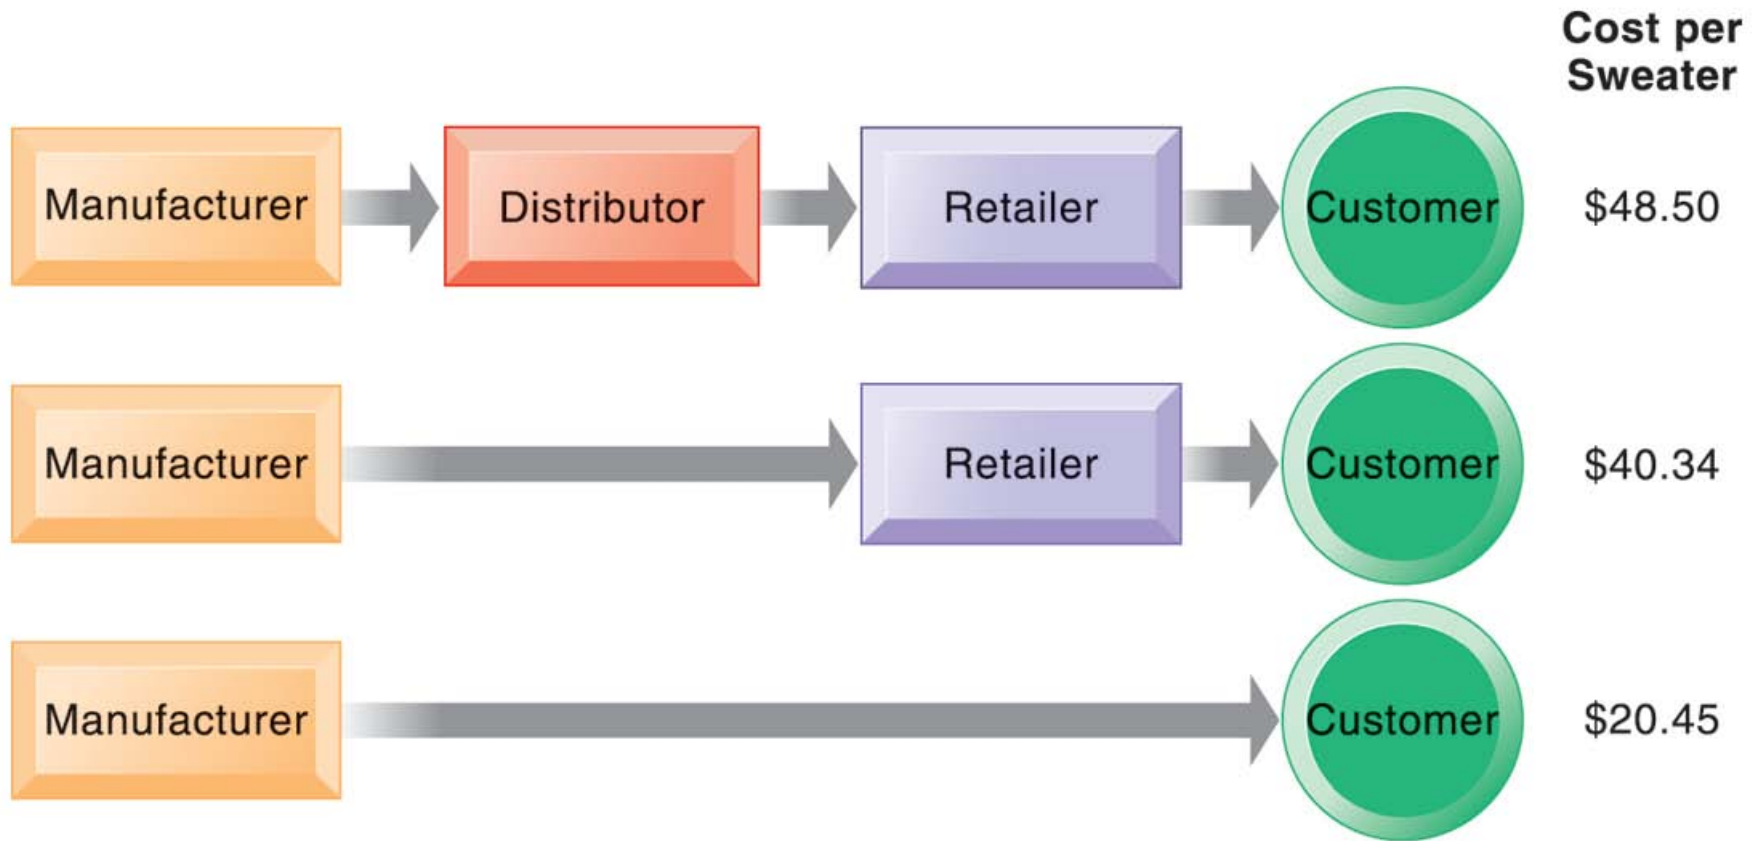 Cost per
Sweater
Manufacturer
Distributor
Retailer
Customer
$48.50
Manufacturer
Retailer
Customer
$40.34
Manufacturer
Customer
$20.45